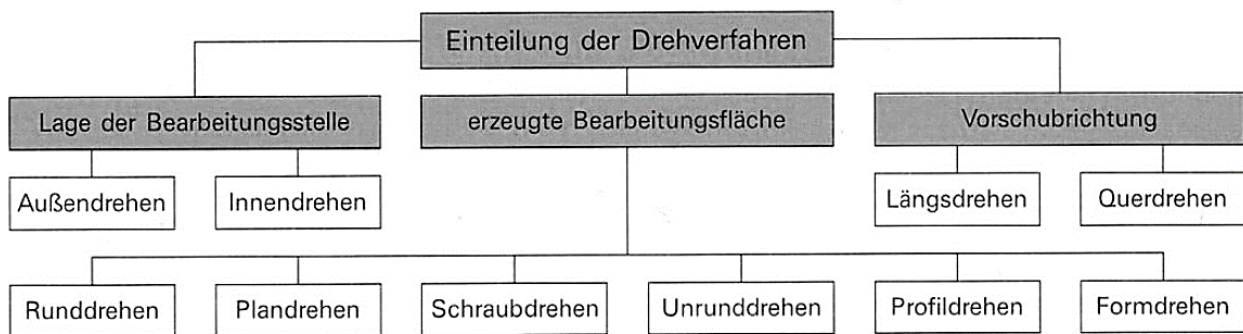 Einteilung der Drehverfahren
Lage der Bearbeitungsstelle
erzeugte Bearbeitungsfläche
Vorschubrichtung
Außendrehen
Innendrehen
Längsdrehen
Querdrehen
Runddrehen
Plandrehen
Schraubdrehen
Unrunddrehen
Profildrehen
Formdrehen